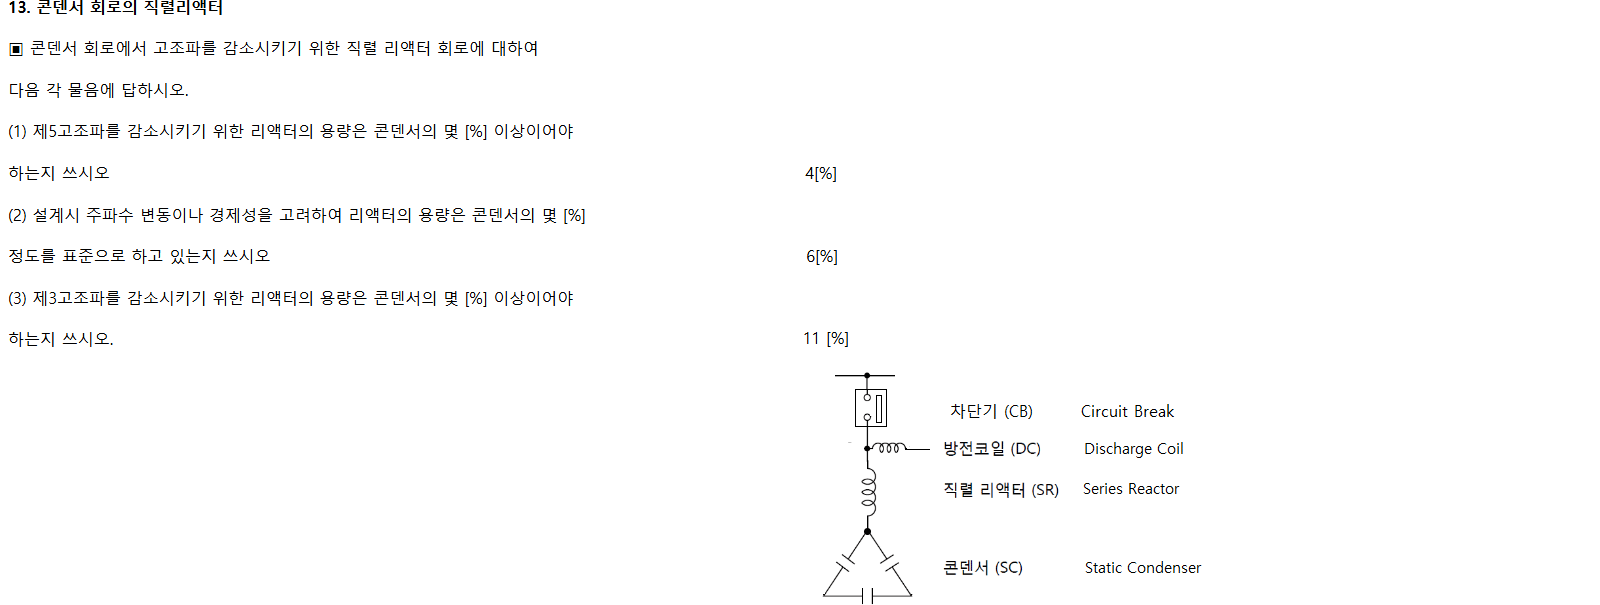 13. 콘덴서 회로의 직렬리액터
▣ 콘덴서 회로에서 고조파를 감소시키기 위한 직렬 리액터 회로에 대하여
다음 각 물음에 답하시오.
(1) 제5고조파를 감소시키기 위한 리액터의 용량은 콘덴서의 몇 [%] 이상이어야
하는지 쓰시오 4[%]
(2) 설계시 주파수 변동이나 경제성을 고려하여 리액터의 용량은 콘덴서의 몇 [%]
정도를 표준으로 하고 있는지 쓰시오 6[%]
(3) 제3고조파를 감소시키기 위한 리액터의 용량은 콘덴서의 몇 [%] 이상이어야
하는지 쓰시오. 11 [%]
차단기 (CB) Circuit Break
방전코일 (DC) Discharge Coil
직렬 리액터 (SR) Series Reactor
콘덴서 (SC) Static Condenser